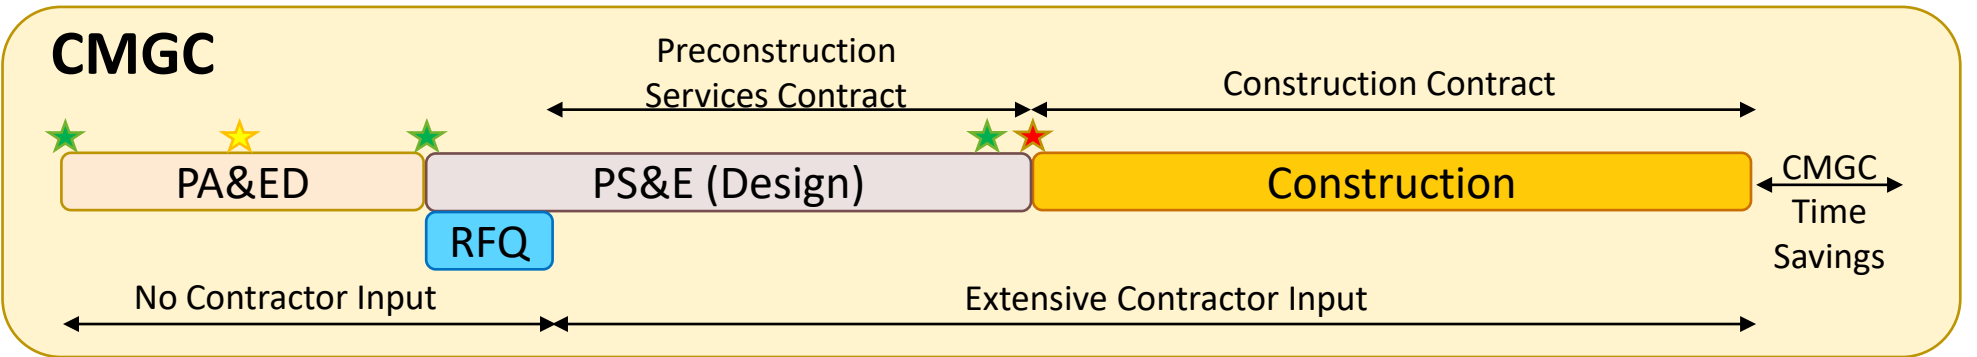 CMGC
Preconstruction
Services Contract
Construction Contract
PA&ED
PS&E (Design)
Construction
CMGC
Time
Savings
RFQ
No Contractor Input
Extensive Contractor Input